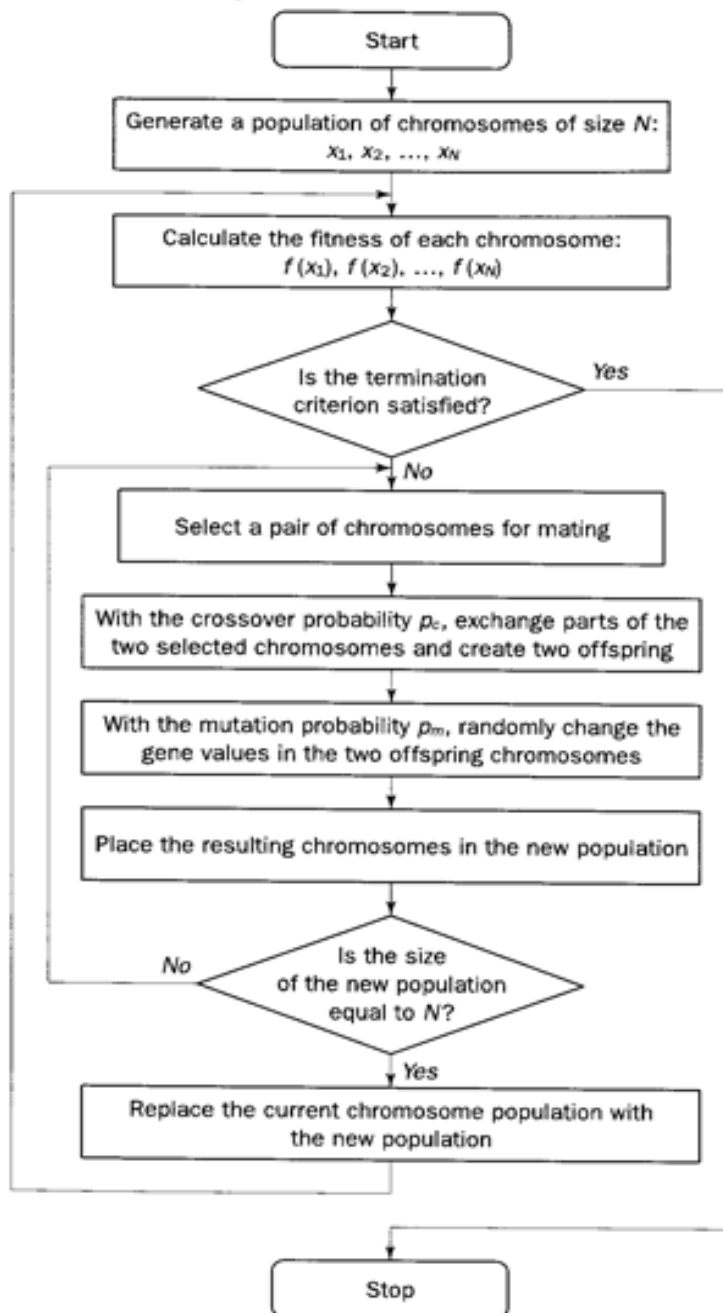 Start
Generate a population of chromosomes of size N:
x₁, x₂, ..., xN
Calculate the fitness of each chromosome:
f (x₁), f (x₂), ..., f (xN)
Is the termination
criterion satisfied?
Yes
No
Select a pair of chromosomes for mating
With the crossover probability pc, exchange parts of the
two selected chromosomes and create two offspring
With the mutation probability pm, randomly change the
gene values in the two offspring chromosomes
Place the resulting chromosomes in the new population
Is the size
of the new population
equal to N?
No
Yes
Replace the current chromosome population with
the new population
Stop